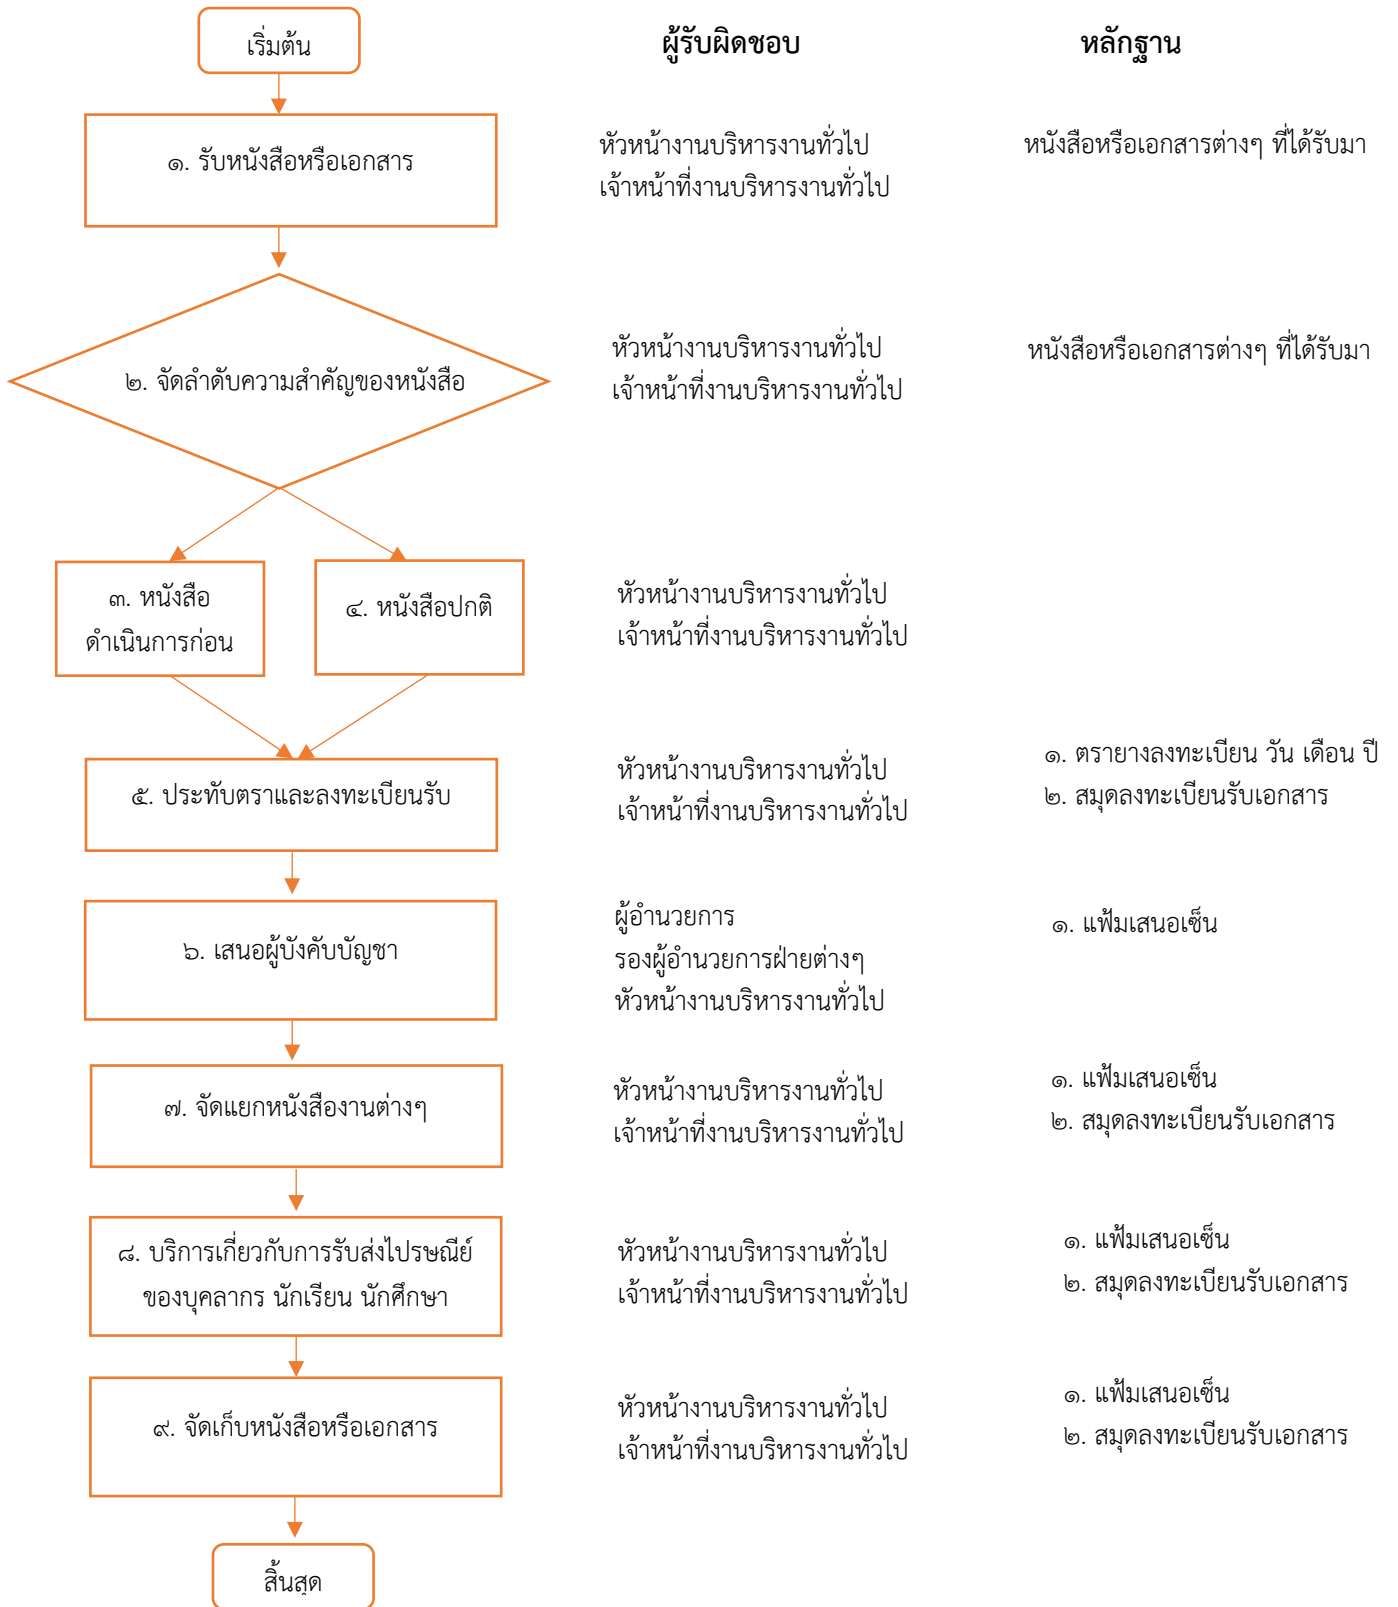 เริ่มต้น
ผู้รับผิดชอบ
หลักฐาน
๑. รับหนังสือหรือเอกสาร
หัวหน้างานบริหารงานทั่วไป
เจ้าหน้าที่งานบริหารงานทั่วไป
หนังสือหรือเอกสารต่างๆ ที่ได้รับมา
๒. จัดลำดับความสำคัญของหนังสือ
หัวหน้างานบริหารงานทั่วไป
เจ้าหน้าที่งานบริหารงานทั่วไป
หนังสือหรือเอกสารต่างๆ ที่ได้รับมา
๓. หนังสือ
ดำเนินการก่อน
๔. หนังสือปกติ
หัวหน้างานบริหารงานทั่วไป
เจ้าหน้าที่งานบริหารงานทั่วไป
๕. ประทับตราและลงทะเบียนรับ
หัวหน้างานบริหารงานทั่วไป
เจ้าหน้าที่งานบริหารงานทั่วไป
๑. ตรายางลงทะเบียน วัน เดือน ปี
๒. สมุดลงทะเบียนรับเอกสาร
๖. เสนอผู้บังคับบัญชา
ผู้อำนวยการ
รองผู้อำนวยการฝ่ายต่างๆ
หัวหน้างานบริหารงานทั่วไป
๑. แฟ้มเสนอเซ็น
๗. จัดแยกหนังสืองานต่างๆ
หัวหน้างานบริหารงานทั่วไป
เจ้าหน้าที่งานบริหารงานทั่วไป
๑. แฟ้มเสนอเซ็น
๒. สมุดลงทะเบียนรับเอกสาร
๘. บริการเกี่ยวกับการรับส่งไปรษณีย์
ของบุคลากร นักเรียน นักศึกษา
หัวหน้างานบริหารงานทั่วไป
เจ้าหน้าที่งานบริหารงานทั่วไป
๑. แฟ้มเสนอเซ็น
๒. สมุดลงทะเบียนรับเอกสาร
๙. จัดเก็บหนังสือหรือเอกสาร
หัวหน้างานบริหารงานทั่วไป
เจ้าหน้าที่งานบริหารงานทั่วไป
๑. แฟ้มเสนอเซ็น
๒. สมุดลงทะเบียนรับเอกสาร
สิ้นสุด